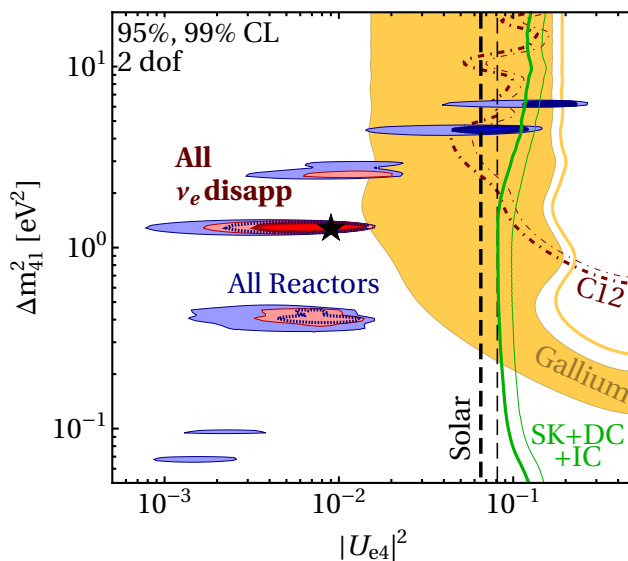 95%, 99% CL
2 dof
10¹
10⁰
10⁻¹
Δm²₄₁ [eV²]
All
νₑ disapp
All Reactors
C12
Gallium
Solar
SK+DC
+IC
10⁻³
10⁻²
10⁻¹
|Uₑ₄|²